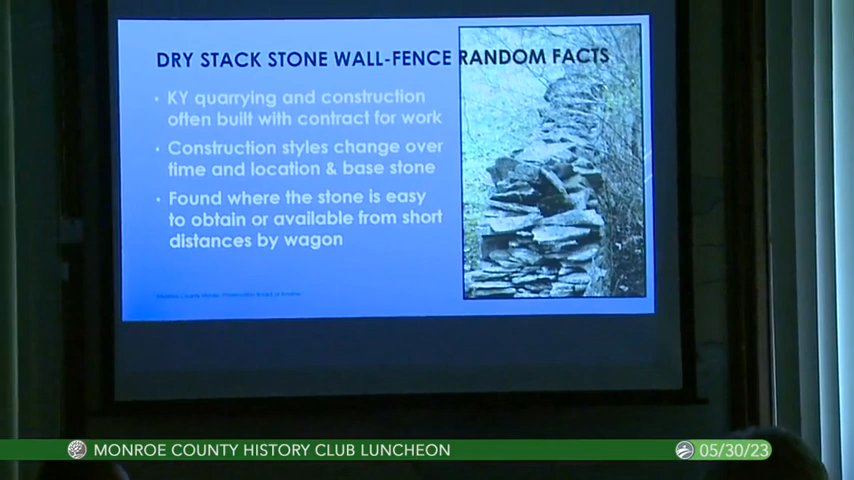 DRY STACK STONE WALL-FENCE RANDOM FACTS
• KY quarrying and construction
often built with contract for work
• Construction styles change over
time and location & base stone
• Found where the stone is easy
to obtain or available from short
distances by wagon
Monroe County
MONROE COUNTY HISTORY CLUB LUNCHEON
05/30/23